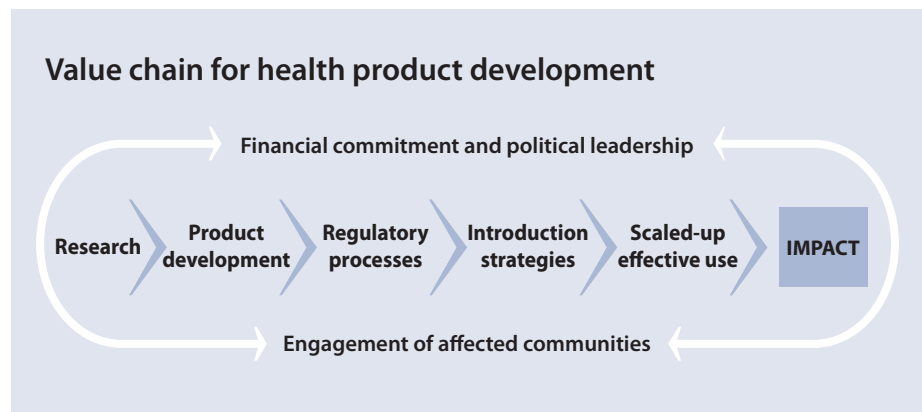 Value chain for health product development
Financial commitment and political leadership
Research
Product
development
Regulatory
processes
Introduction
strategies
Scaled-up
effective use
IMPACT
Engagement of affected communities